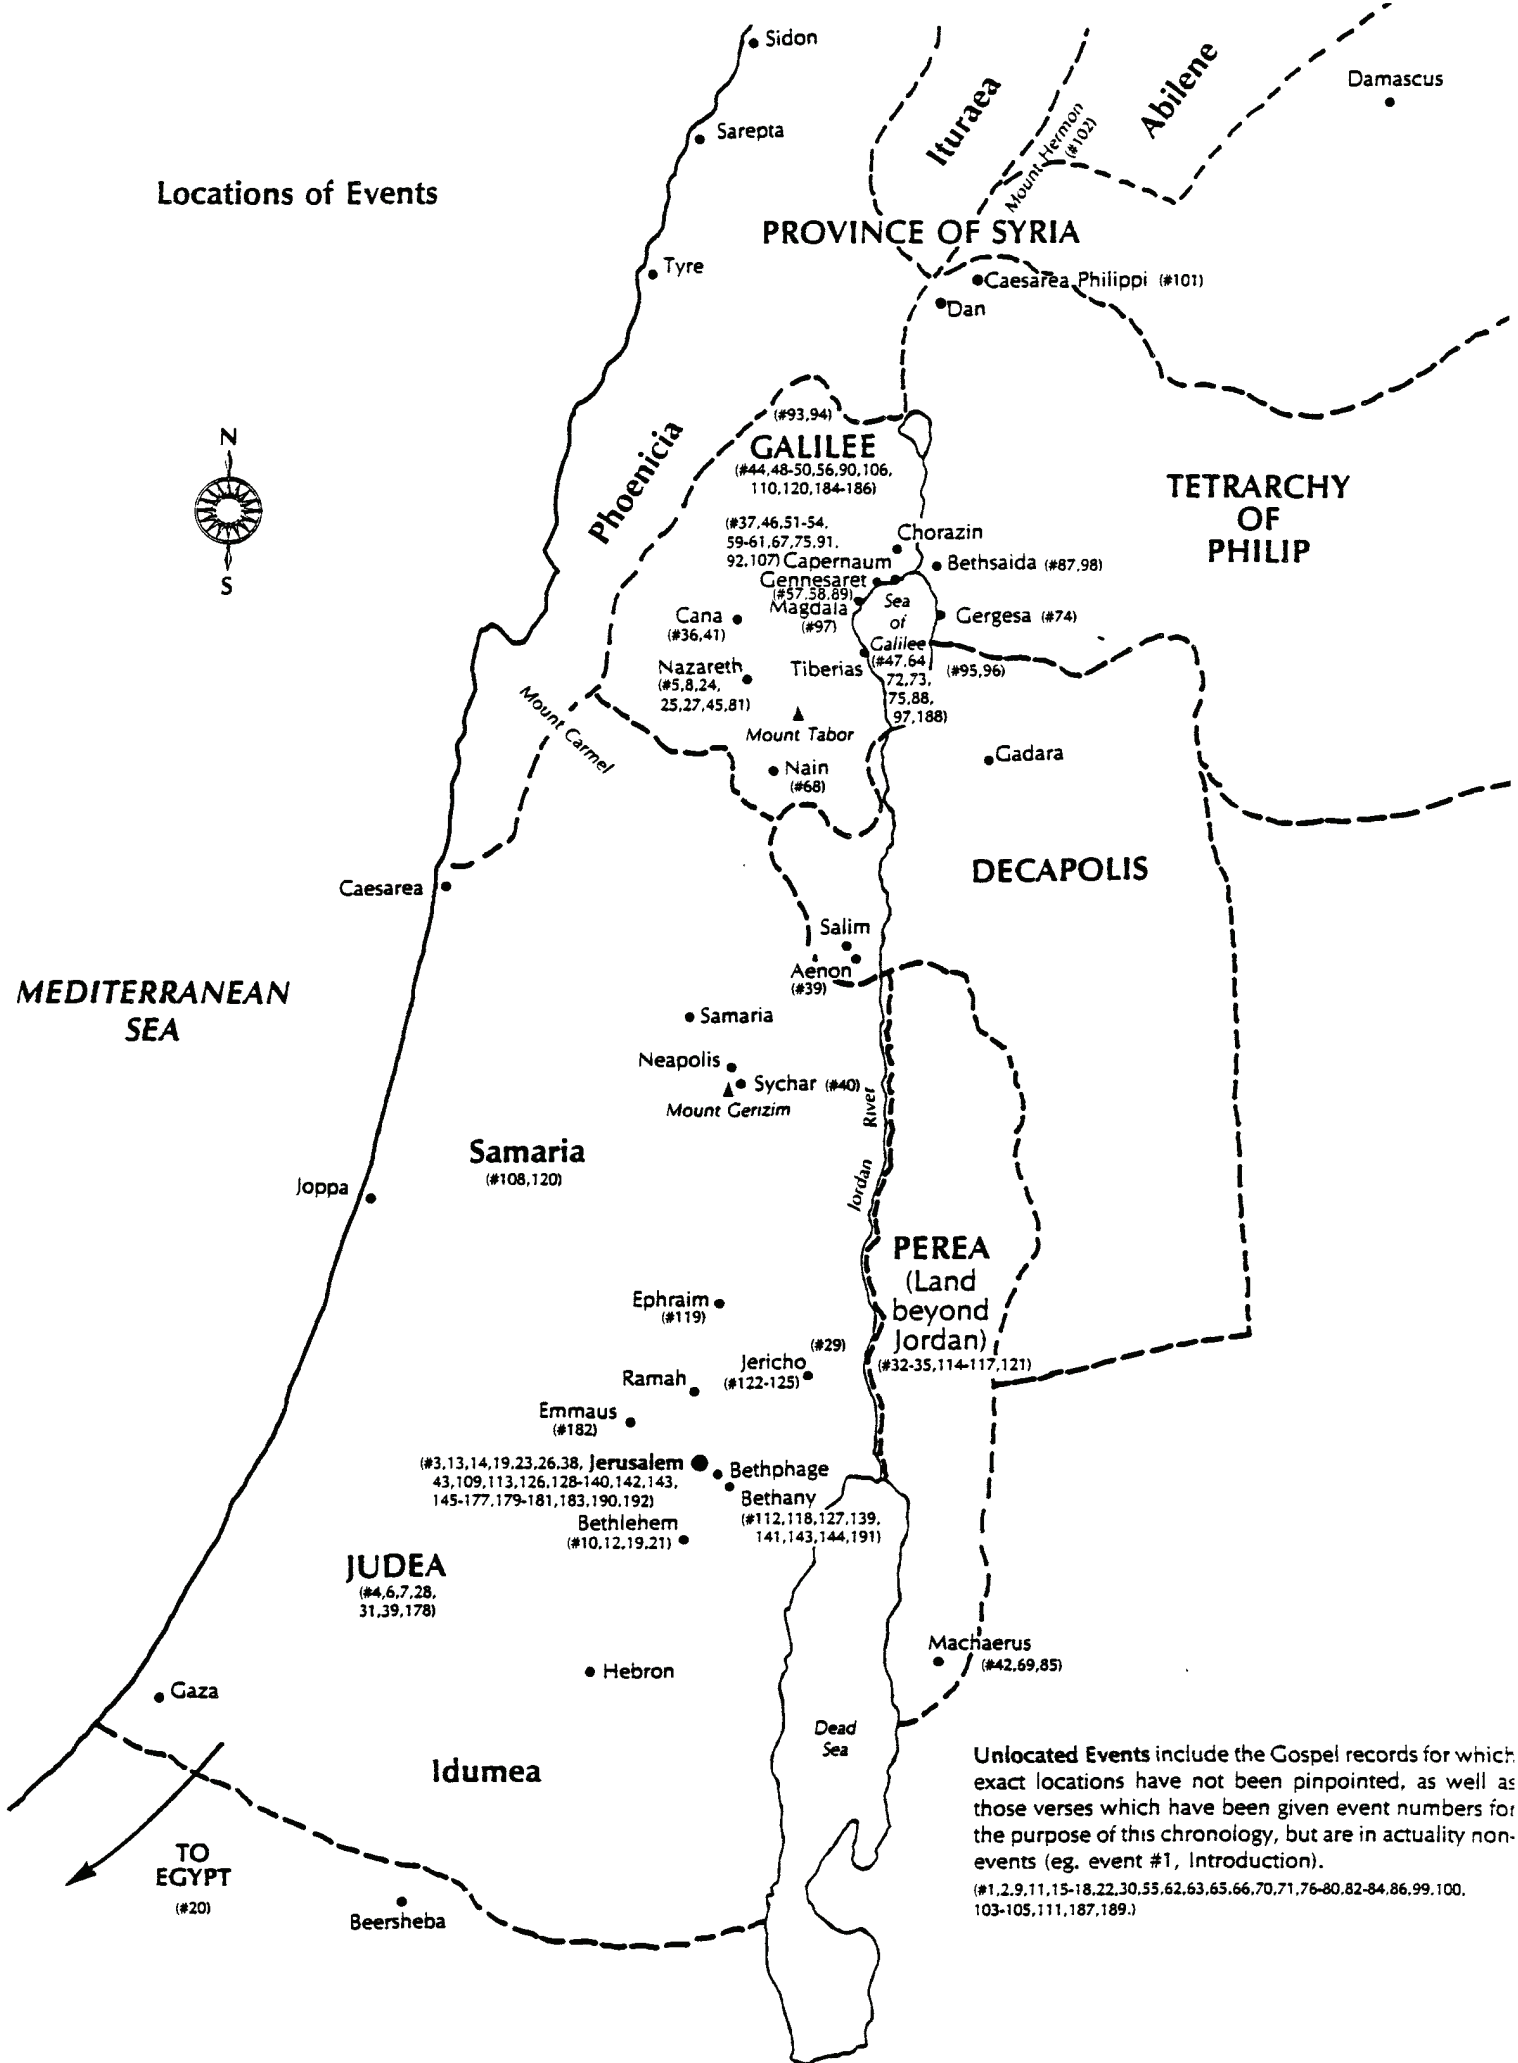 Sidon
Ituraea
Abilene
Damascus
Sarepta
Mount Hermon
(#102)
Locations of Events
PROVINCE OF SYRIA
Tyre
Caesarea Philippi (#101)
Dan
(#93,94)
GALILEE
(#44,48-50,56,90,106,
110,120,184-186)
N
S
Phoenicia
TETRARCHY
OF
PHILIP
(#37,46,51-54,
59-61,67,75,91,
92,107) Capernaum
Chorazin
Bethsaida (#87,98)
Gennesaret
(#57,58,89)
Magdala
(#97)
Sea
of
Galilee
(#47,64
72,73,
75,88,
97,188)
Gergesa (#74)
Cana
(#36,41)
Nazareth
(#5,8,24,
25,27,45,81)
Tiberias
(#95,96)
Mount Carmel
Mount Tabor
Nain
(#68)
Gadara
DECAPOLIS
Caesarea
Salim
Aenon
(#39)
MEDITERRANEAN
SEA
Samaria
Neapolis
Sychar (#40)
Mount Gerizim
Jordan River
Samaria
(#108,120)
Joppa
PEREA
(Land
beyond
Jordan)
(#32-35,114-117,121)
Ephraim
(#119)
(#29)
Jericho
(#122-125)
Ramah
Emmaus
(#182)
(#3,13,14,19,23,26,38, Jerusalem
43,109,113,126,128-140,142,143,
145-177,179-181,183,190,192)
Bethphage
Bethany
(#112,118,127,139,
141,143,144,191)
Bethlehem
(#10,12,19,21)
JUDEA
(#4,6,7,28,
31,39,178)
Machaerus
(#42,69,85)
Hebron
Gaza
Dead
Sea
Idumea
TO
EGYPT
(#20)
Beersheba
Unlocated Events include the Gospel records for which
exact locations have not been pinpointed, as well as
those verses which have been given event numbers for
the purpose of this chronology, but are in actuality non-
events (eg. event #1, Introduction).
(#1,2,9,11,15-18,22,30,55,62,63,65,66,70,71,76-80,82-84,86,99,100,
103-105,111,187,189.)